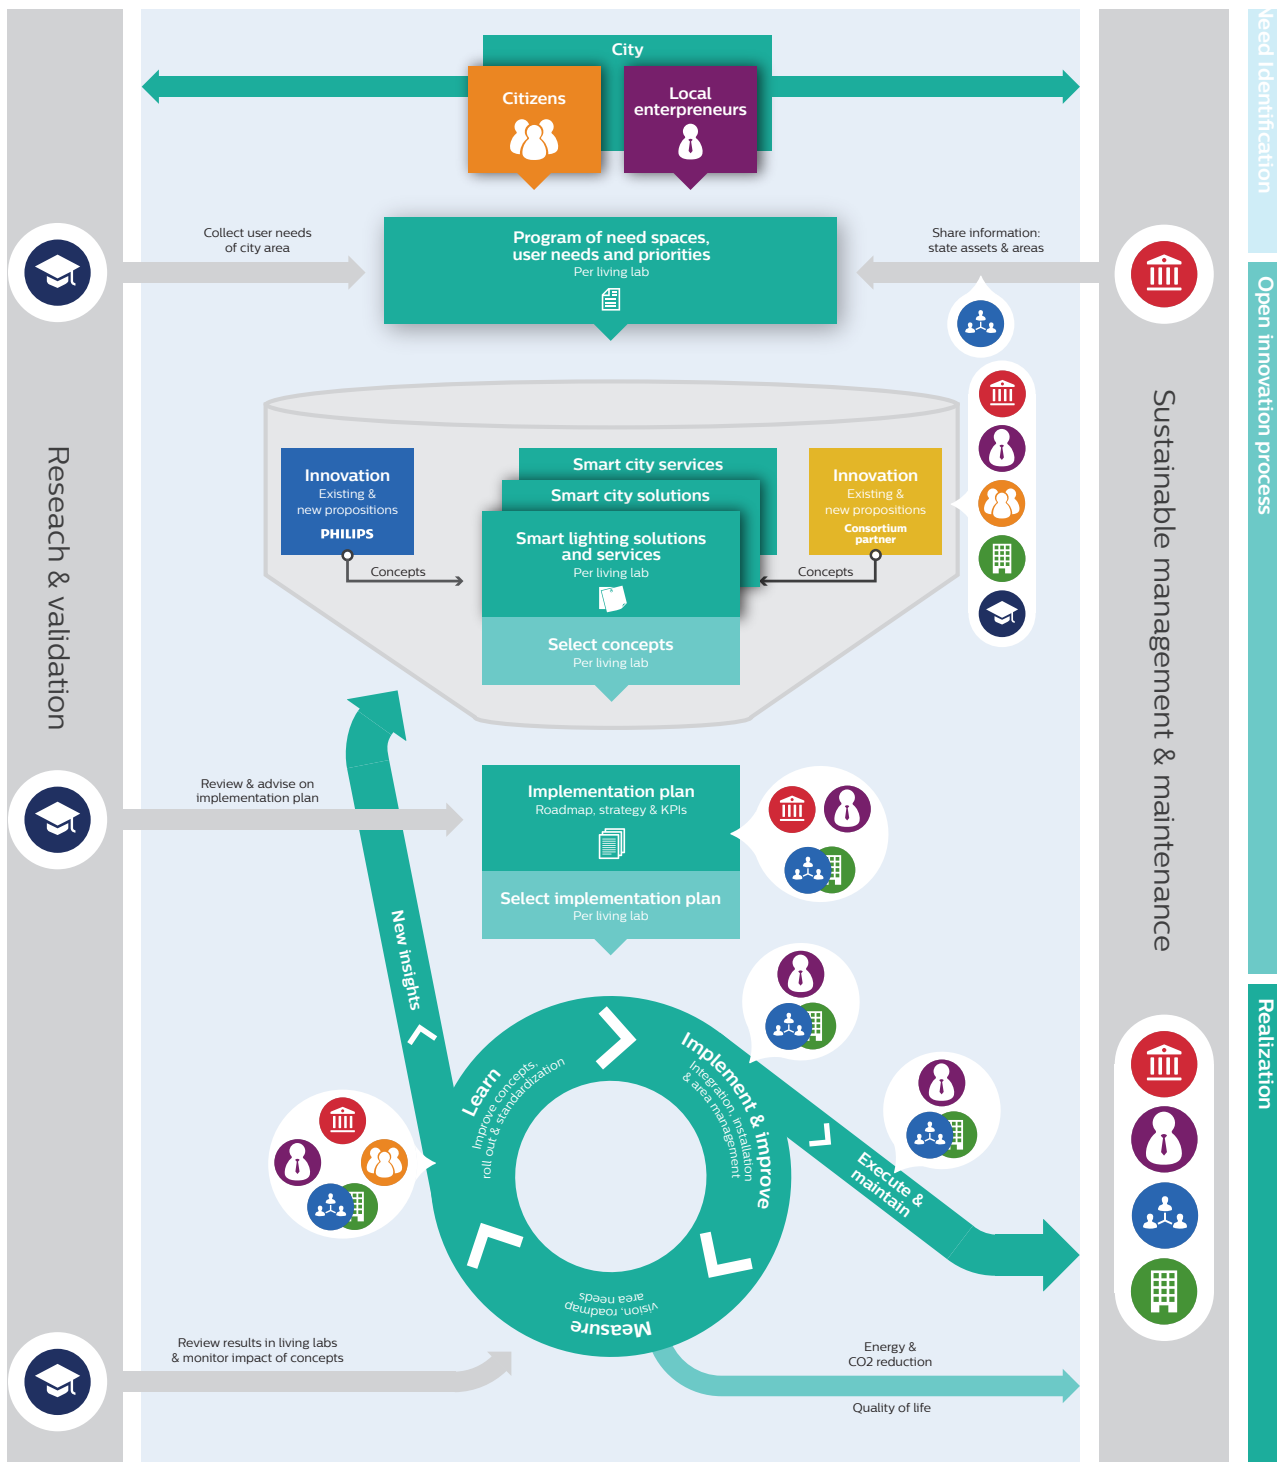 City
Citizens
Local
enterpreneurs
Need Identification
Collect user needs
of city area
Program of need spaces,
user needs and priorities
Per living lab
Share information:
state assets & areas
Open innovation process
Reseach & validation
Sustainable management & maintenance
Innovation
Existing &
new propositions
PHILIPS
Concepts
Smart city services
Smart city solutions
Smart lighting solutions
and services
Per living lab
Select concepts
Per living lab
Innovation
Existing &
new propositions
Consortium
partner
Concepts
Review & advise on
implementation plan
Implementation plan
Roadmap, strategy & KPIs
Select implementation plan
Per living lab
New insights
Realization
Learn
Improve concepts,
roll out & standardization
Implement & improve
Integration, installation
& area management
Execute &
maintain
Measure
vision, roadmap
area needs
Review results in living labs
& monitor impact of concepts
Energy &
CO2 reduction
Quality of life